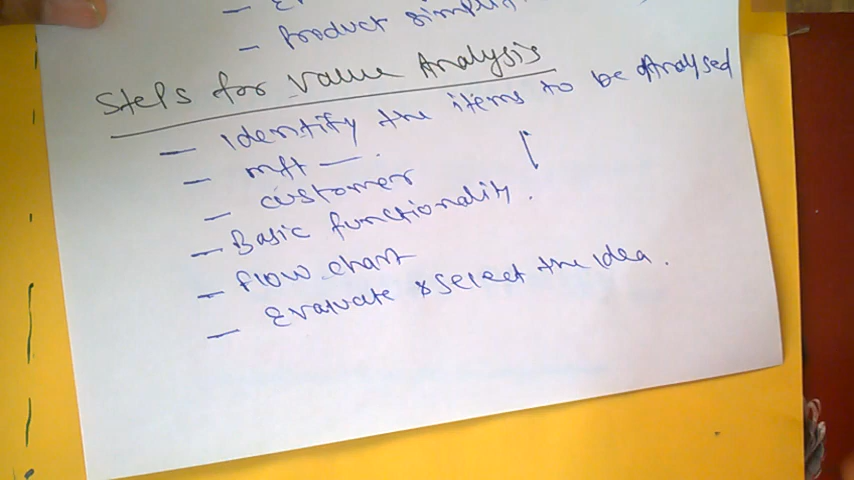 - Product
Steps for Value Analysis
- Identify the items to be Analysed
- mft -
- customer
- Basic functionality.
- flow chart
- Evaluate & select the idea.